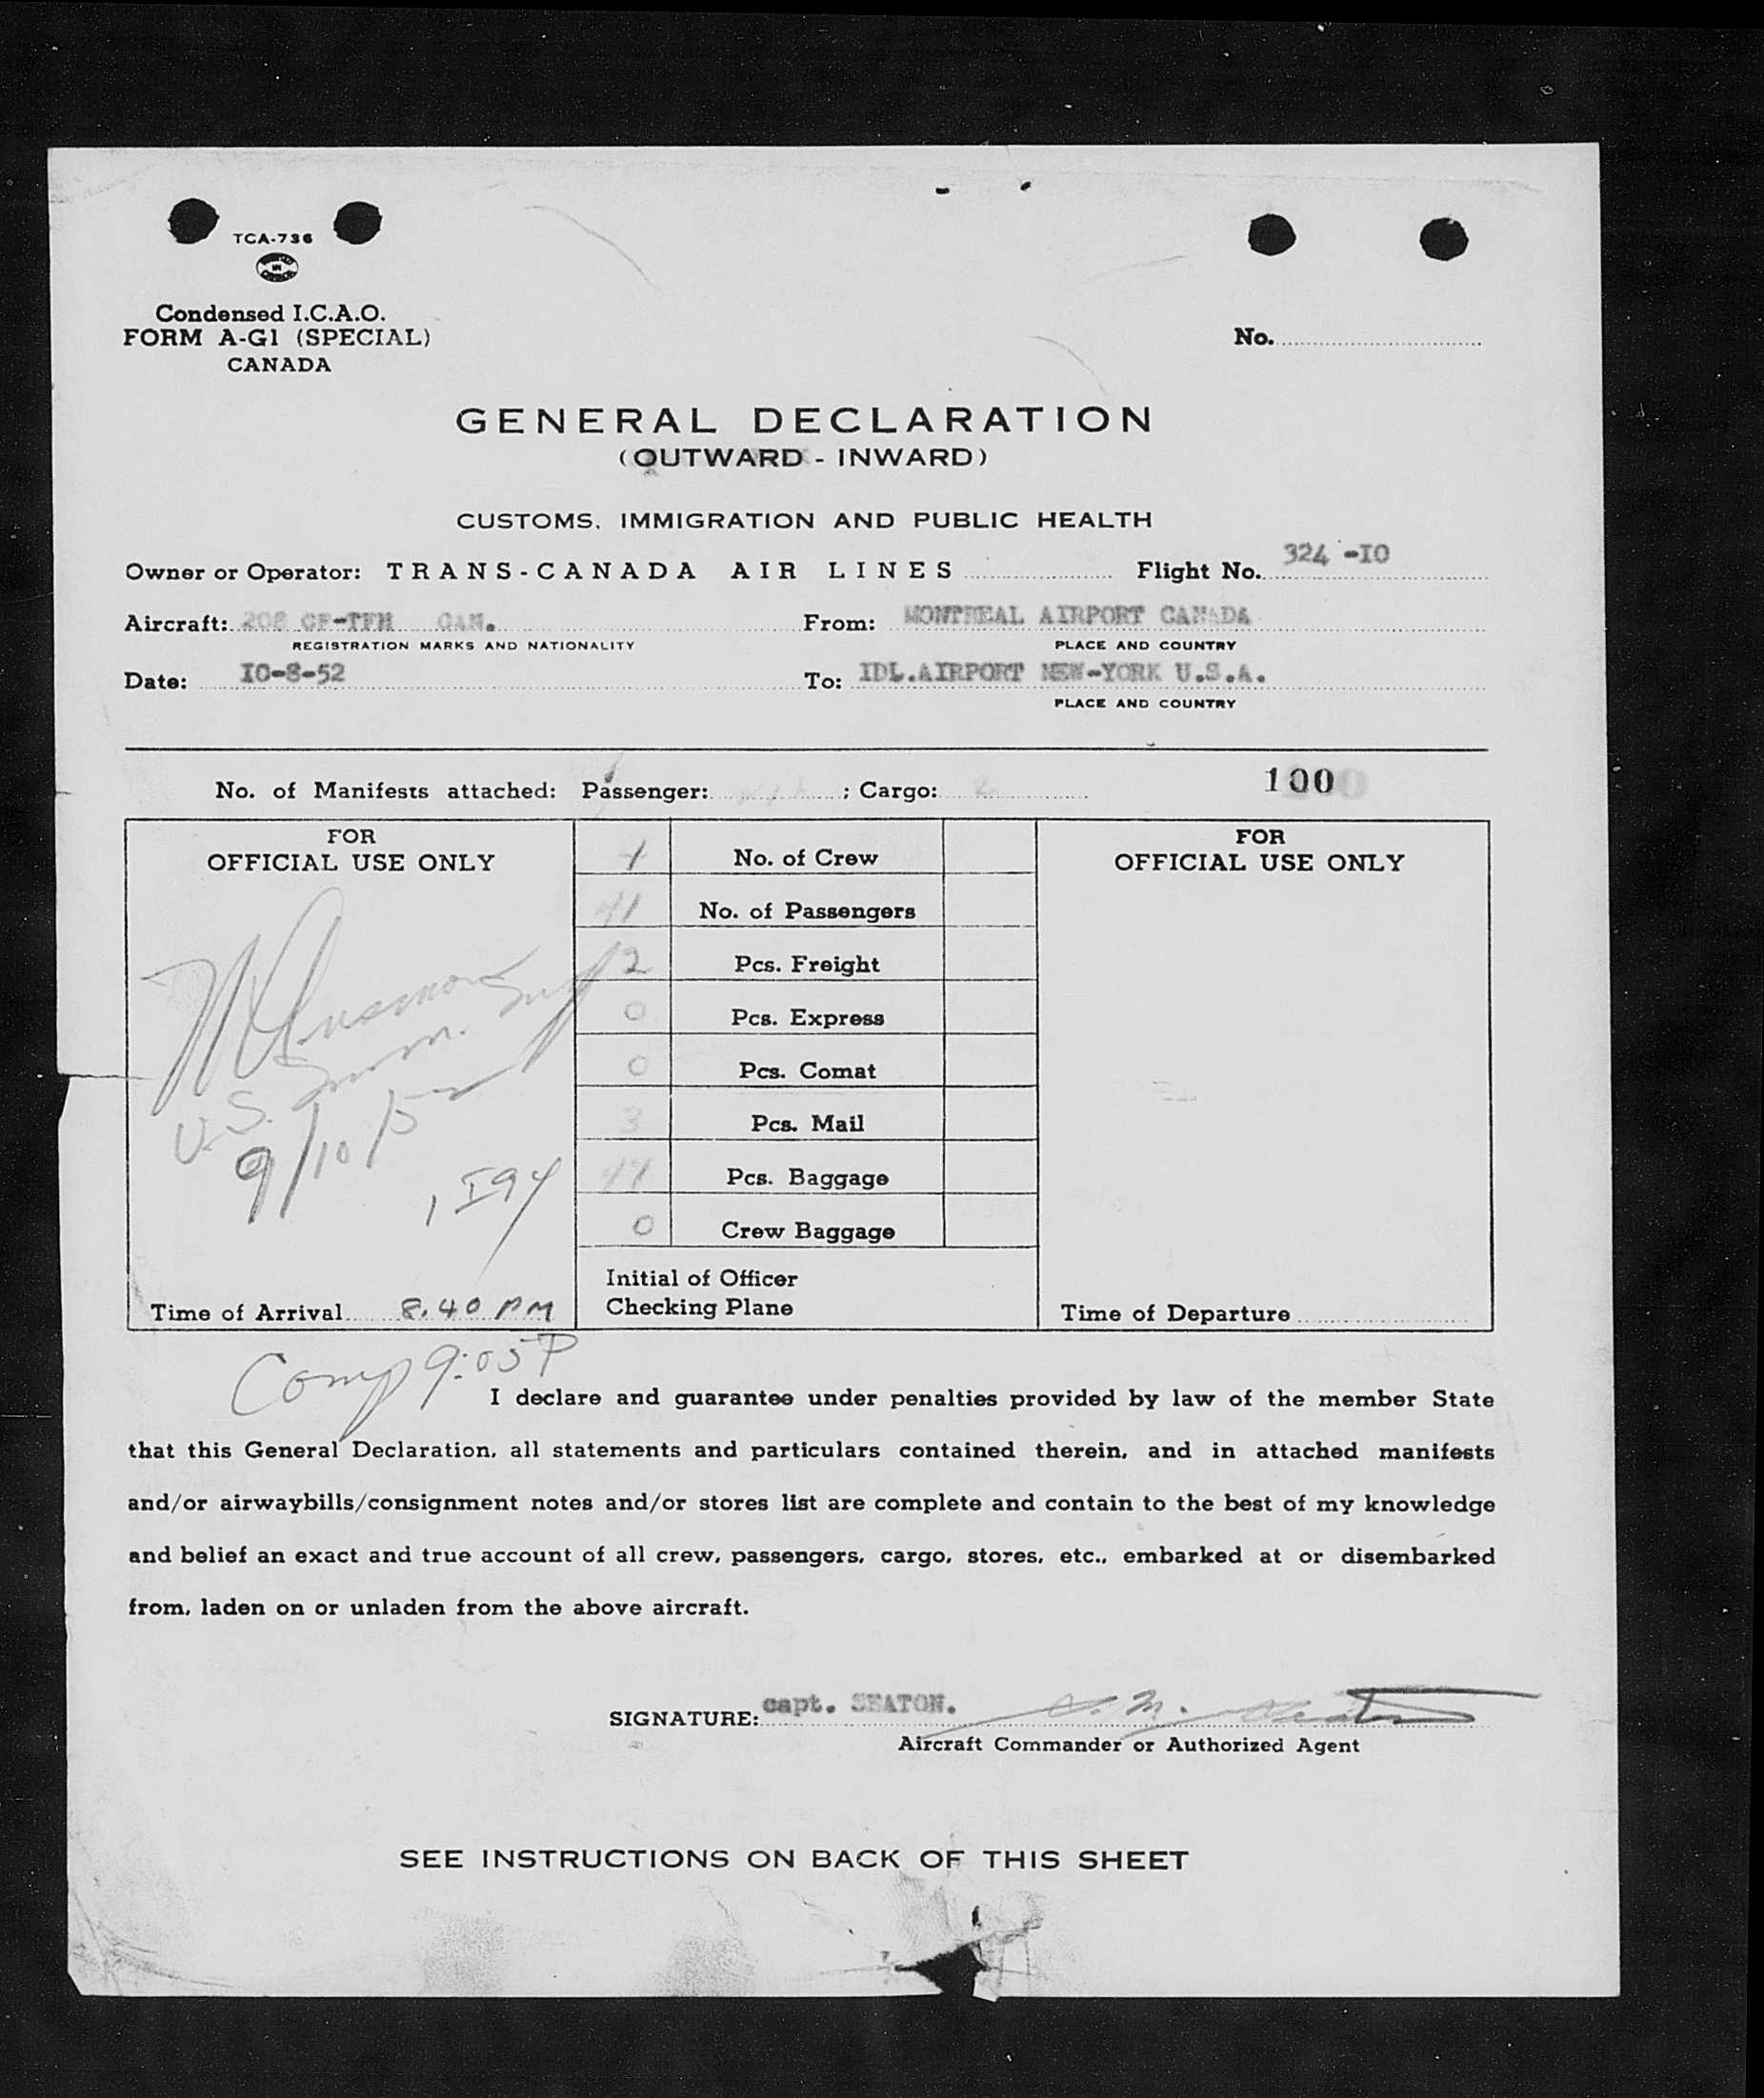 TCA-736
Condensed I.C.A.O.
FORM A-G1 (SPECIAL)
CANADA
No.
GENERAL DECLARATION
(OUTWARD - INWARD)
CUSTOMS, IMMIGRATION AND PUBLIC HEALTH
Owner or Operator: TRANS-CANADA AIR LINES Flight No. 324 -IO
Aircraft: 208 CF-TFM CAN. From: MONTREAL AIRPORT CANADA
REGISTRATION MARKS AND NATIONALITY PLACE AND COUNTRY
Date: IO-8-52 To: IDL.AIRPORT NEW-YORK U.S.A.
PLACE AND COUNTRY
No. of Manifests attached: Passenger: ; Cargo: 2 100
FOR
OFFICIAL USE ONLY
U.S. Imm.
9/10/52
1 I94
Time of Arrival 8.40 PM
Comp 9:05P
No. of Crew
41 No. of Passengers
2 Pcs. Freight
0 Pcs. Express
0 Pcs. Comat
3 Pcs. Mail
Pcs. Baggage
0 Crew Baggage
Initial of Officer
Checking Plane
FOR
OFFICIAL USE ONLY
Time of Departure
I declare and guarantee under penalties provided by law of the member State
that this General Declaration, all statements and particulars contained therein, and in attached manifests
and/or airwaybills/consignment notes and/or stores list are complete and contain to the best of my knowledge
and belief an exact and true account of all crew, passengers, cargo, stores, etc., embarked at or disembarked
from, laden on or unladen from the above aircraft.
SIGNATURE: capt. SEATON.
Aircraft Commander or Authorized Agent
SEE INSTRUCTIONS ON BACK OF THIS SHEET